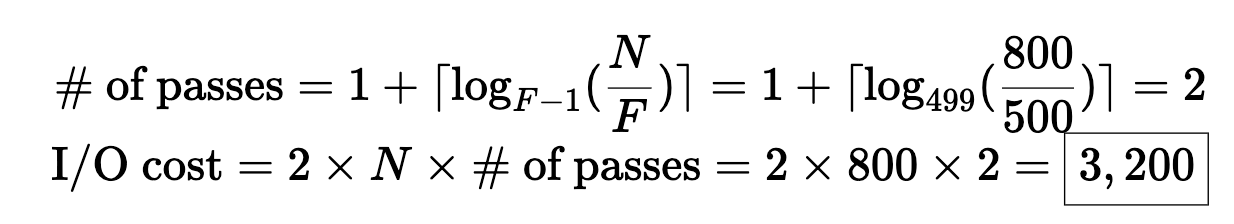 # of passes = 1 + ⌈log_{F−1}(N/F)⌉ = 1 + ⌈log_{499}(800/500)⌉ = 2
I/O cost = 2 × N × # of passes = 2 × 800 × 2 = 3, 200